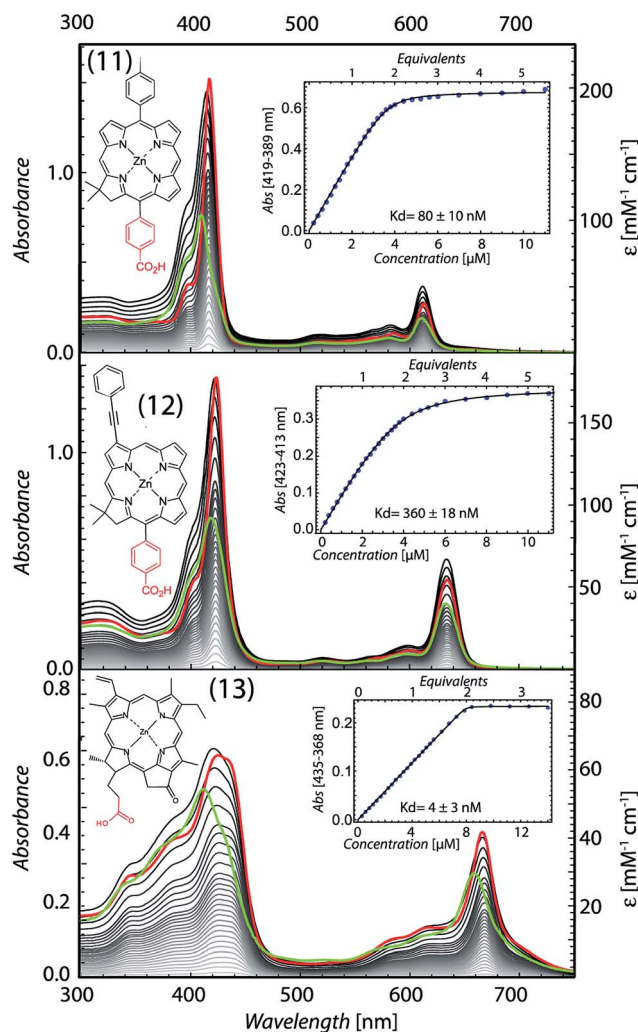 300 400 500 600 700
(11)
Absorbance
1.0
0.0
N N N N
Zn
CO₂H
Equivalents
1 2 3 4 5
Abs [419-389 nm]
0.6
0.4
0.2
0.0
Kd= 80 ± 10 nM
0 2 4 6 8 10
Concentration [µM]
200
100
ε [mM⁻¹ cm⁻¹]
(12)
Absorbance
1.0
0.0
N N N N
Zn
CO₂H
Equivalents
0 1 2 3 4 5
Abs [423-413 nm]
0.3
0.2
0.1
0.0
Kd= 360 ± 18 nM
0 2 4 6 8 10
Concentration [µM]
150
100
50
ε [mM⁻¹ cm⁻¹]
(13)
Absorbance
0.8
0.6
0.4
0.2
0.0
N N N N
Zn
HO
O
O
Equivalents
0 1 2 3
Abs [435-368 nm]
0.2
0.1
0.0
Kd= 4 ± 3 nM
0 4 8 12
Concentration [µM]
80
60
40
20
ε [mM⁻¹ cm⁻¹]
300 400 500 600 700
Wavelength [nm]